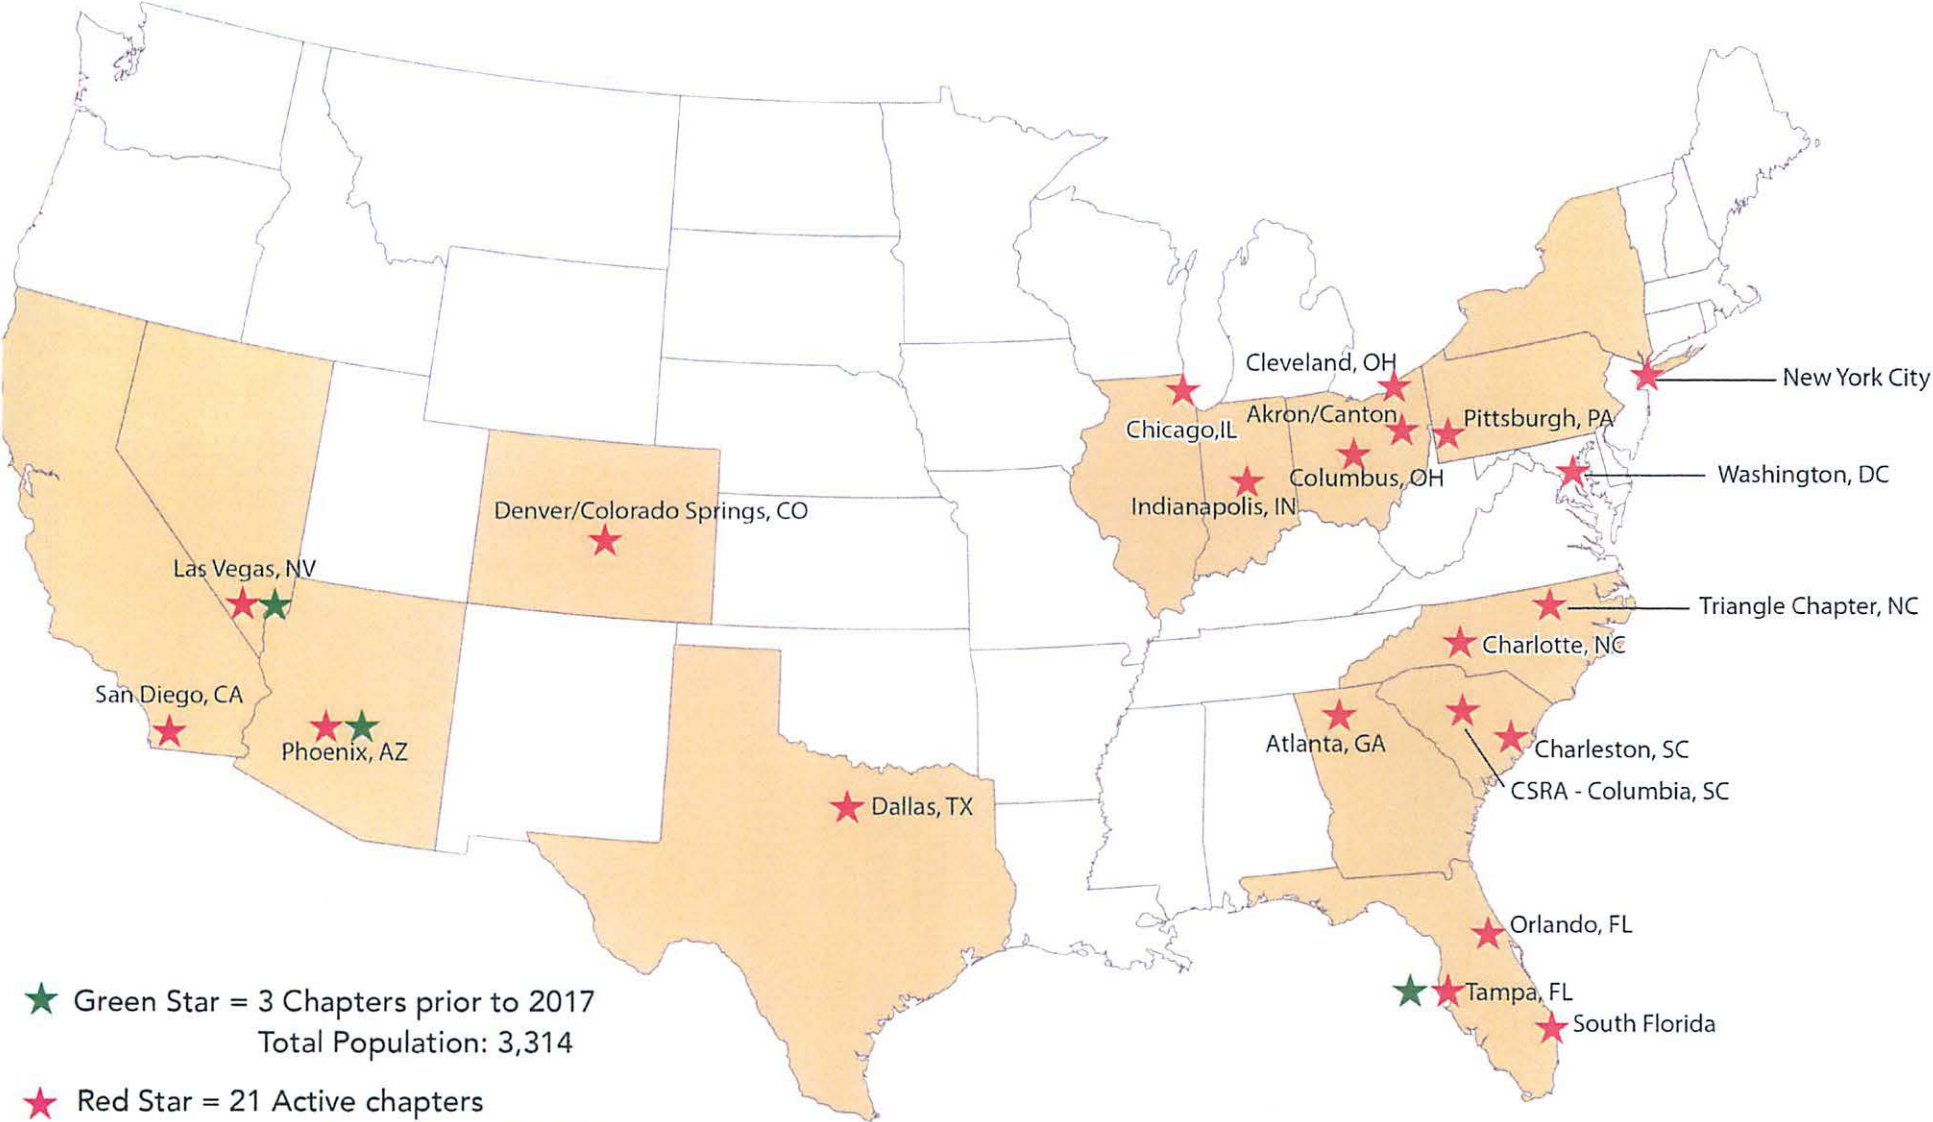 Cleveland, OH
New York City
Akron/Canton
Pittsburgh, PA
Chicago,IL
Washington, DC
Columbus, OH
Indianapolis, IN
Denver/Colorado Springs, CO
Las Vegas, NV
Triangle Chapter, NC
Charlotte, NC
San Diego, CA
Phoenix, AZ
Atlanta, GA
Charleston, SC
CSRA - Columbia, SC
Dallas, TX
Orlando, FL
Tampa, FL
South Florida
Green Star = 3 Chapters prior to 2017
Total Population: 3,314
Red Star = 21 Active chapters